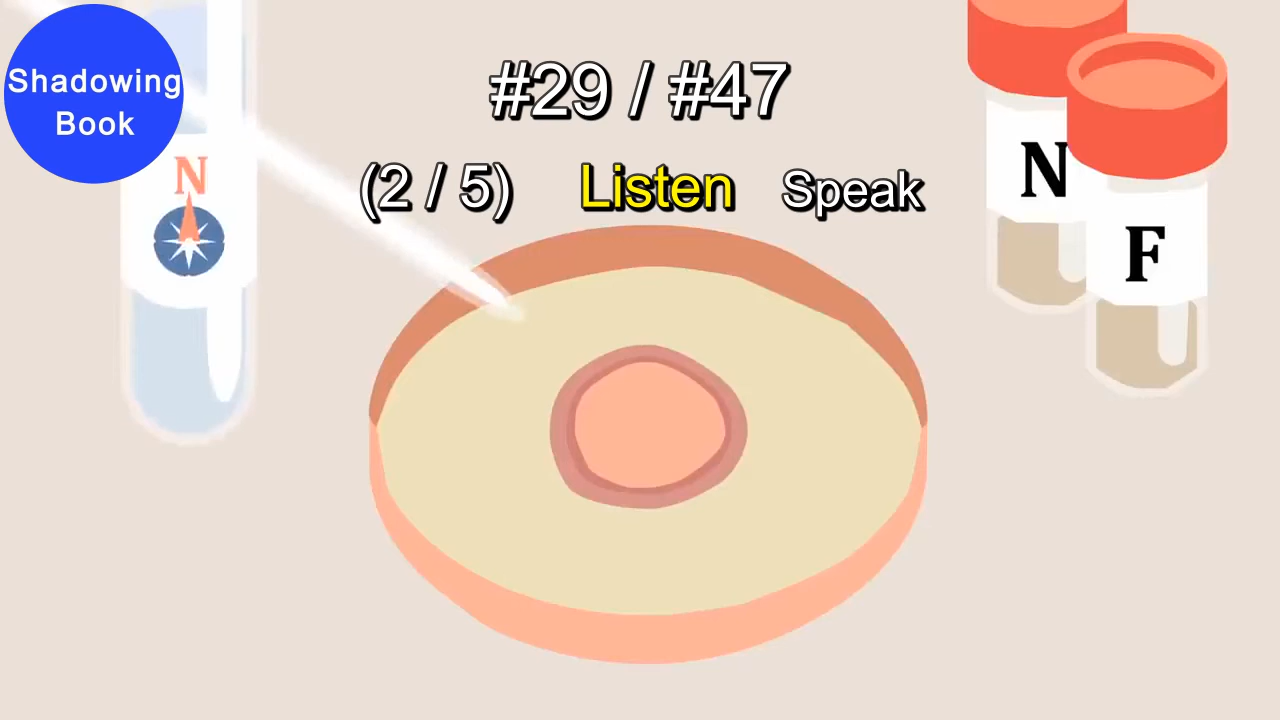 Shadowing
Book
#29 / #47
(2 / 5) Listen Speak
N
N
F